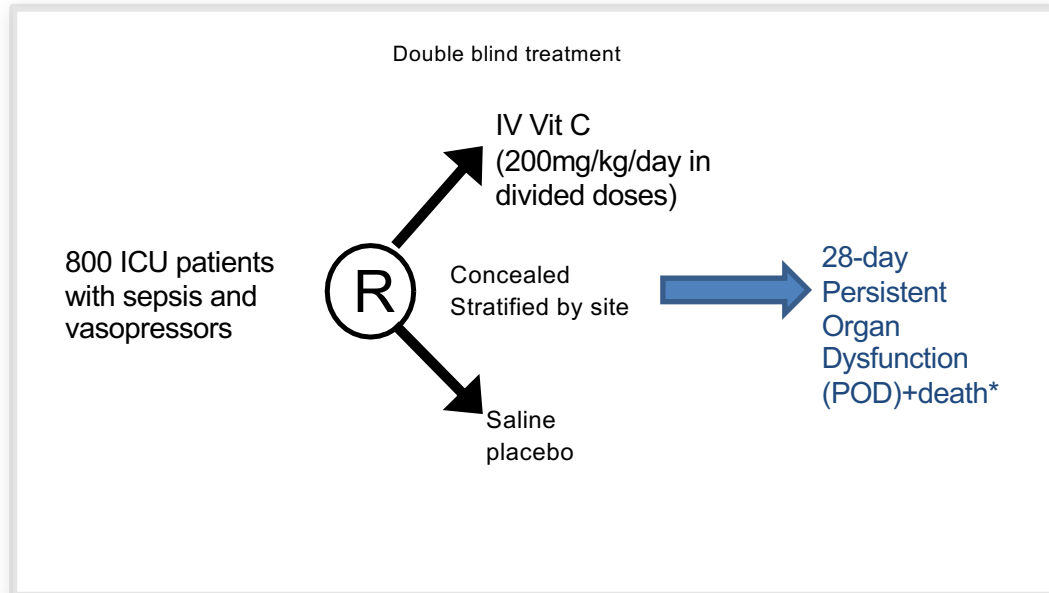 Double blind treatment
IV Vit C
(200mg/kg/day in
divided doses)
800 ICU patients
with sepsis and
vasopressors
R
Concealed
Stratified by site
28-day
Persistent
Organ
Dysfunction
(POD)+death*
Saline
placebo